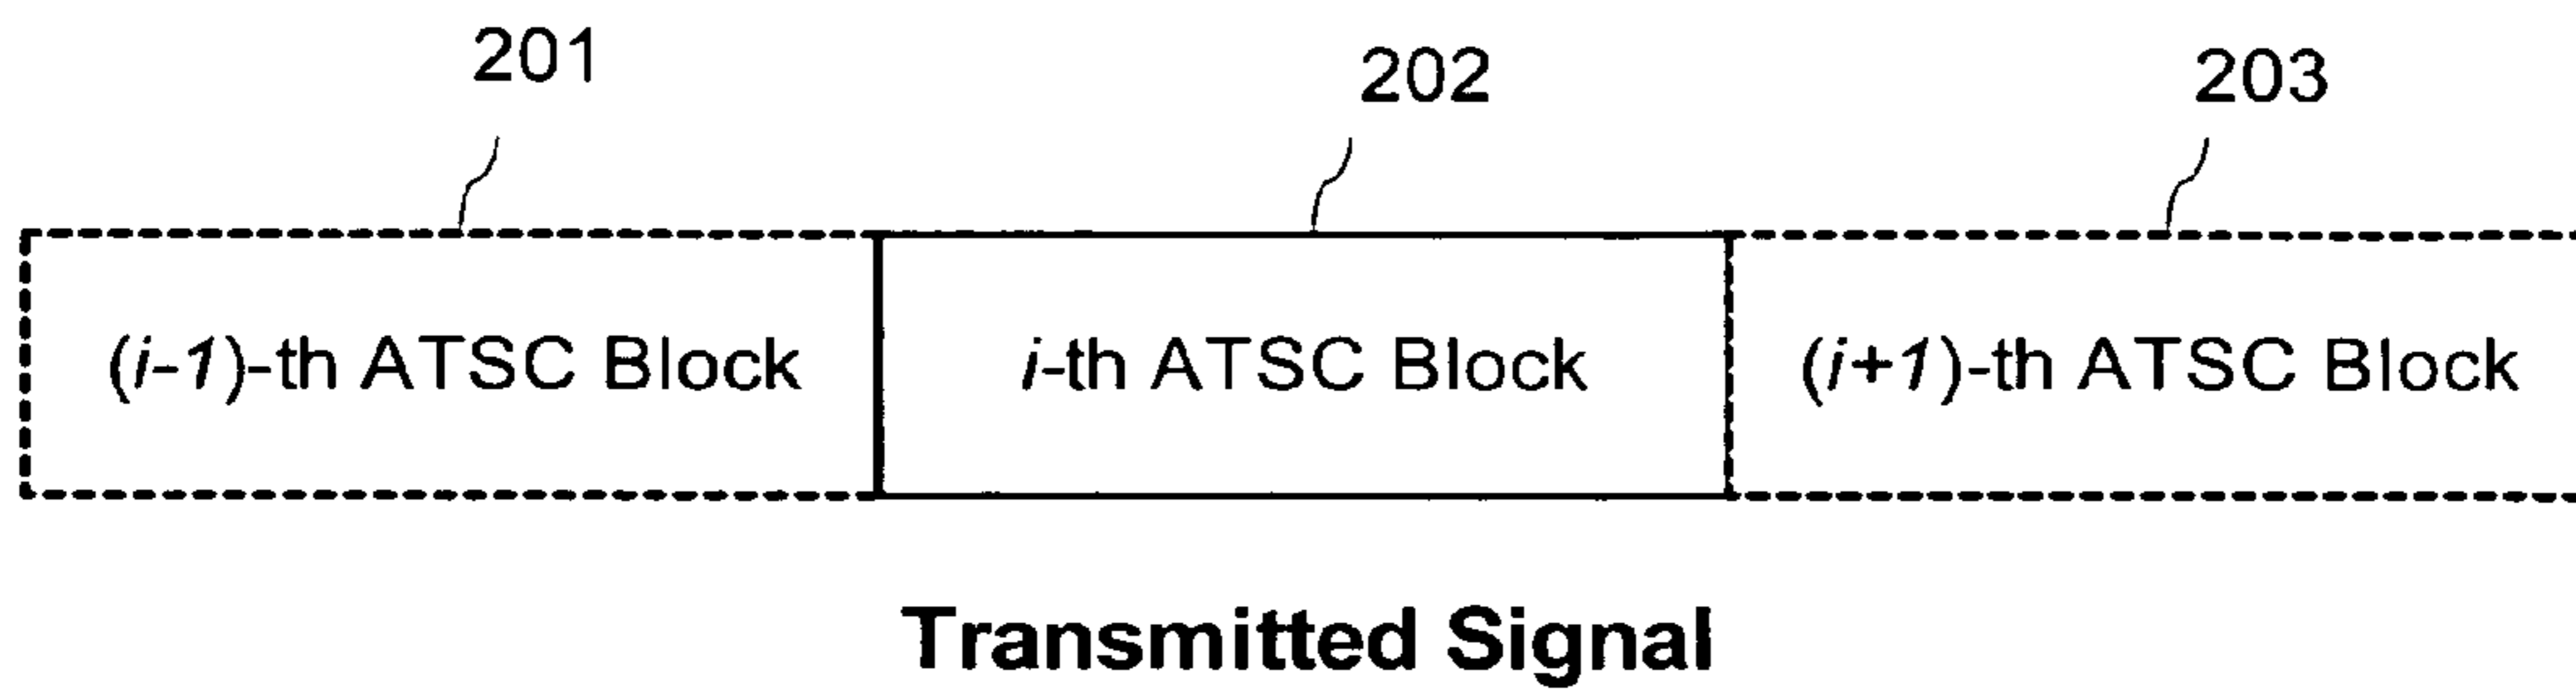 201 202 203
(i-1)-th ATSC Block i-th ATSC Block (i+1)-th ATSC Block
Transmitted Signal